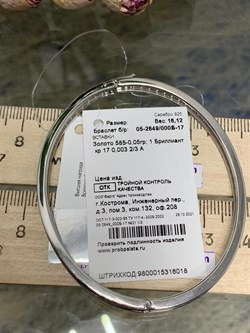 Серебро 925
Размер:
Вес: 16,12
браслет б/р: 05-2649/000Б-17
ВСТАВКИ:
Золото 585-0,05гр; 1 Бриллиант
кр 17 0,003 2/3 А
Цена изд.
ОТК ТРОЙНОЙ КОНТРОЛЬ
КАЧЕСТВА
г.Кострома, Инженерный пер.,
д.3, пом.3, ком.132, оф.208
Проверить подлинность изделия
www.probpalata.ru
ШТРИХКОД: 9800015316018